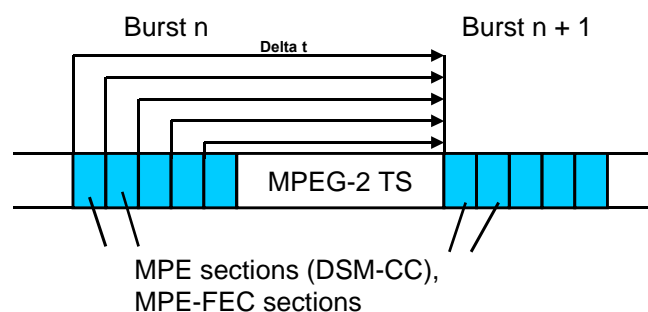 Burst n
Burst n + 1
Delta t
MPEG-2 TS
MPE sections (DSM-CC),
MPE-FEC sections